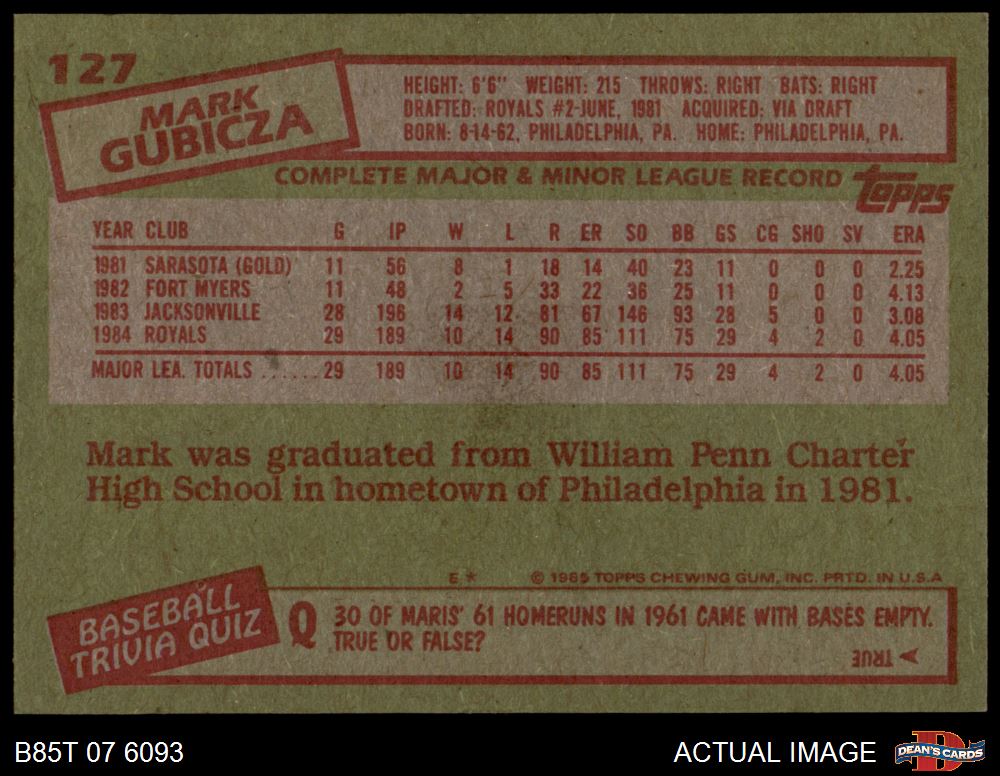 127
MARK
GUBICZA
HEIGHT: 6'6" WEIGHT: 215 THROWS: RIGHT BATS: RIGHT
DRAFTED: ROYALS #2-JUNE, 1981 ACQUIRED: VIA DRAFT
BORN: 8-14-62, PHILADELPHIA, PA. HOME: PHILADELPHIA, PA.
COMPLETE MAJOR & MINOR LEAGUE RECORD topps
YEAR CLUB G IP W L R ER SO BB GS CG SHO SV ERA
1981 SARASOTA (GOLD) 11 56 8 1 18 14 40 23 11 0 0 0 2.25
1982 FORT MYERS 11 48 2 5 33 22 36 25 11 0 0 0 4.13
1983 JACKSONVILLE 28 196 14 12 81 67 146 93 28 5 0 0 3.08
1984 ROYALS 29 189 10 14 90 85 111 75 29 4 2 0 4.05
MAJOR LEA. TOTALS ......29 189 10 14 90 85 111 75 29 4 2 0 4.05
Mark was graduated from William Penn Charter
High School in hometown of Philadelphia in 1981.
E* © 1985 TOPPS CHEWING GUM, INC. PRTD. IN U.S.A
BASEBALL
TRIVIA QUIZ
Q 30 OF MARIS' 61 HOMERUNS IN 1961 CAME WITH BASES EMPTY.
TRUE OR FALSE?
A TRUE
B85T 07 6093
ACTUAL IMAGE
DEAN'S CARDS